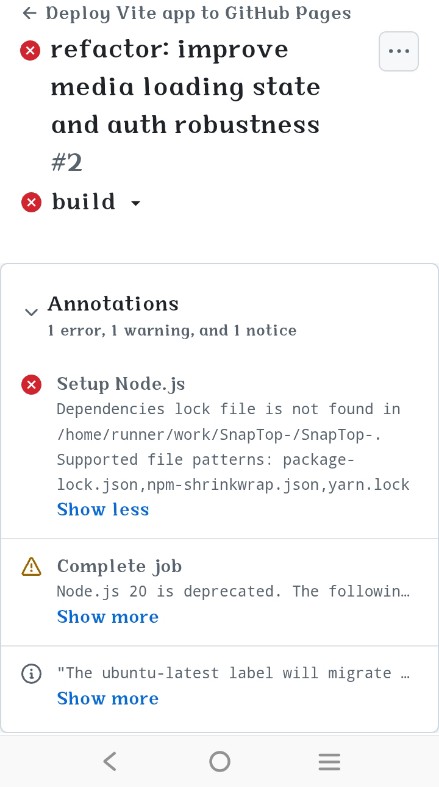 ← Deploy Vite app to GitHub Pages
refactor: improve
media loading state
and auth robustness
#2
build
Annotations
1 error, 1 warning, and 1 notice
Setup Node.js
Dependencies lock file is not found in
/home/runner/work/SnapTop-/SnapTop-.
Supported file patterns: package-
lock.json,npm-shrinkwrap.json,yarn.lock
Show less
Complete job
Node.js 20 is deprecated. The followin…
Show more
"The ubuntu-latest label will migrate …
Show more